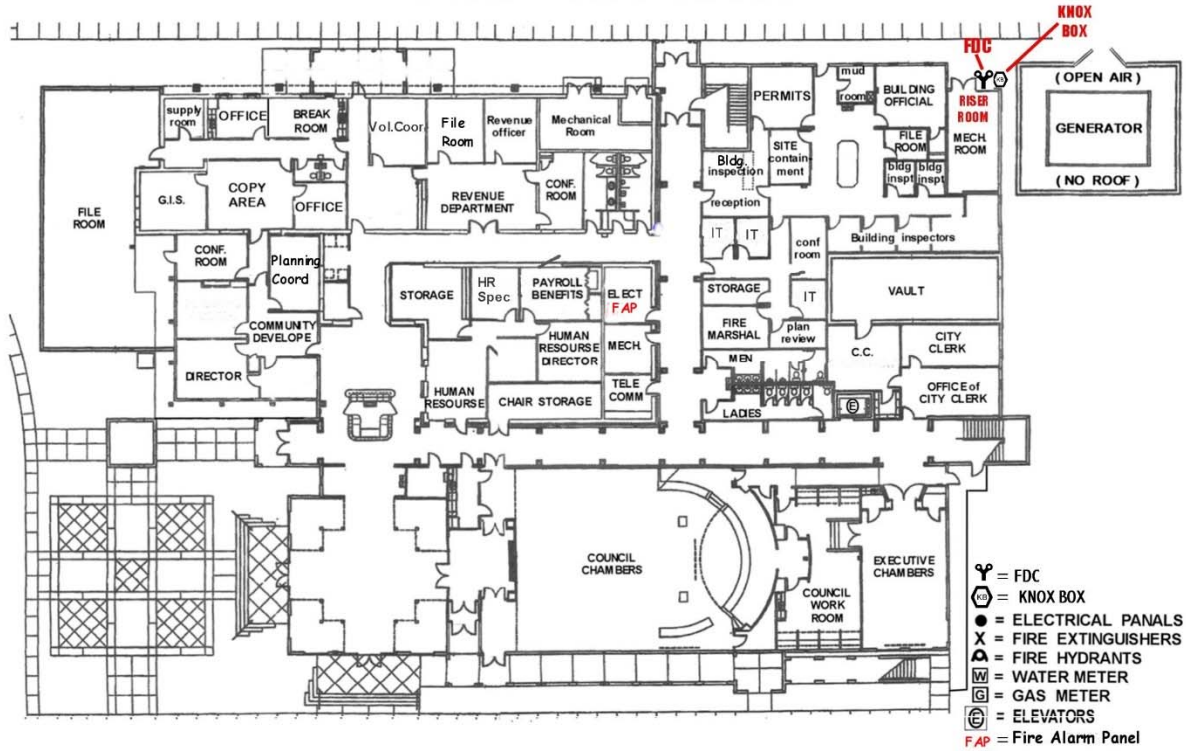 KNOX
BOX
FDC
KB
(OPEN AIR)
GENERATOR
(NO ROOF)
supply
room
OFFICE
BREAK
ROOM
Vol.Coor
File
Room
Revenue
officer
Mechanical
Room
PERMITS
mud
room
BUILDING
OFFICIAL
RISER
ROOM
MECH.
ROOM
FILE
ROOM
FILE
ROOM
G.I.S.
COPY
AREA
OFFICE
REVENUE
DEPARTMENT
CONF.
ROOM
Bldg.
inspection
reception
SITE
contain-
ment
bldg
inspt
bldg
inspt
CONF.
ROOM
Planning
Coord
IT
IT
conf
room
Building inspectors
STORAGE
HR
Spec
PAYROLL
BENEFITS
ELECT
FAP
STORAGE
IT
VAULT
COMMUNITY
DEVELOPE
DIRECTOR
HUMAN
RESOURSE
DIRECTOR
MECH.
FIRE
MARSHAL
plan
review
C.C.
CITY
CLERK
MEN
HUMAN
RESOURSE
CHAIR STORAGE
TELE
COMM
LADIES
E
OFFICE of
CITY CLERK
COUNCIL
CHAMBERS
COUNCIL
WORK
ROOM
EXECUTIVE
CHAMBERS
= FDC
KB = KNOX BOX
= ELECTRICAL PANALS
X = FIRE EXTINGUISHERS
= FIRE HYDRANTS
W = WATER METER
G = GAS METER
E = ELEVATORS
FAP = Fire Alarm Panel